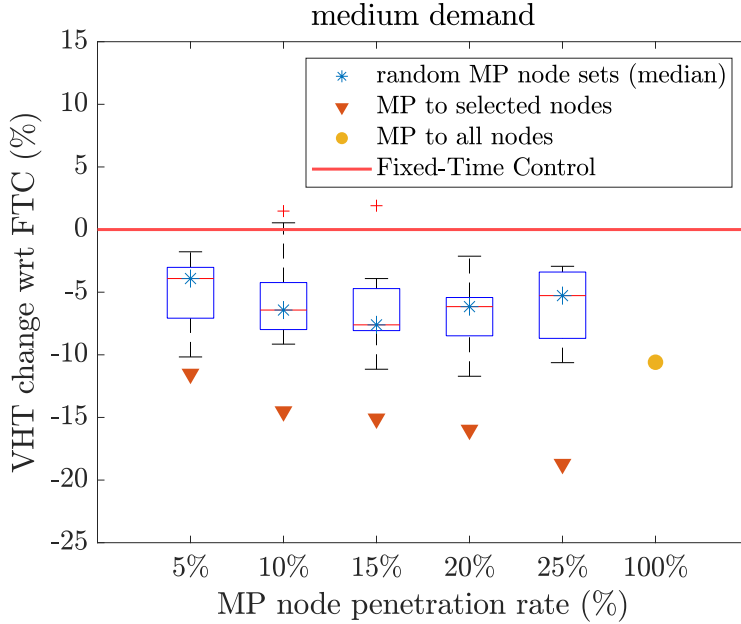 medium demand
15
10
5
0
-5
-10
-15
-20
-25
VHT change wrt FTC (%)
random MP node sets (median)
MP to selected nodes
MP to all nodes
Fixed-Time Control
5% 10% 15% 20% 25% 100%
MP node penetration rate (%)